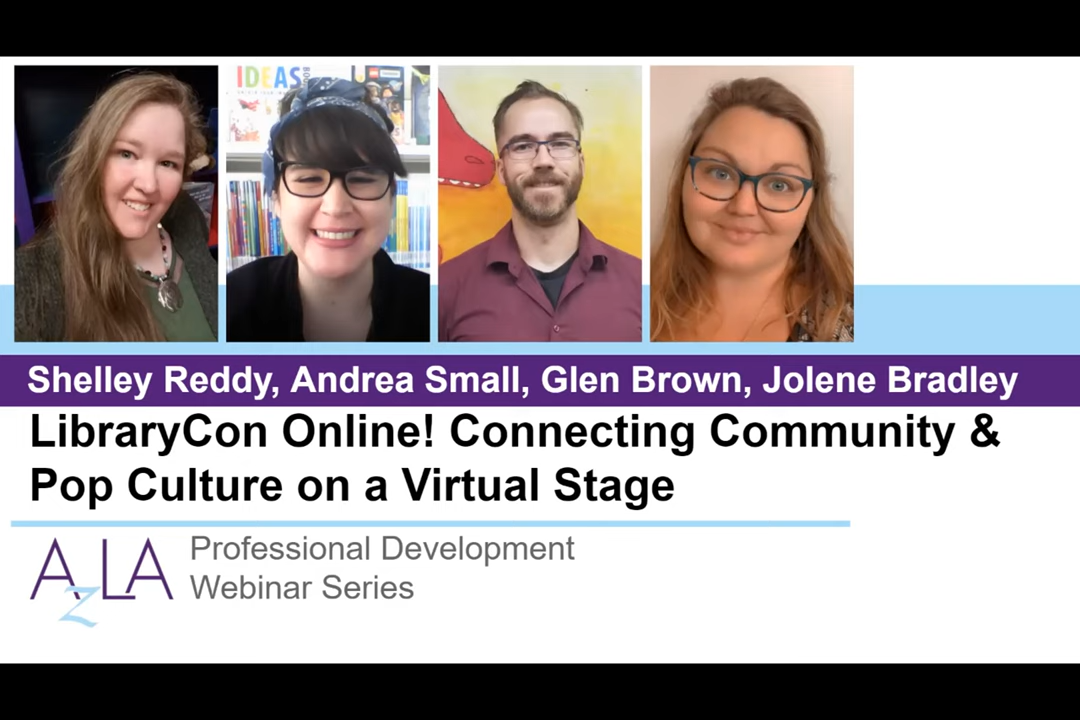 IDEAS
Shelley Reddy, Andrea Small, Glen Brown, Jolene Bradley
LibraryCon Online! Connecting Community &
Pop Culture on a Virtual Stage
AzLA
Professional Development
Webinar Series